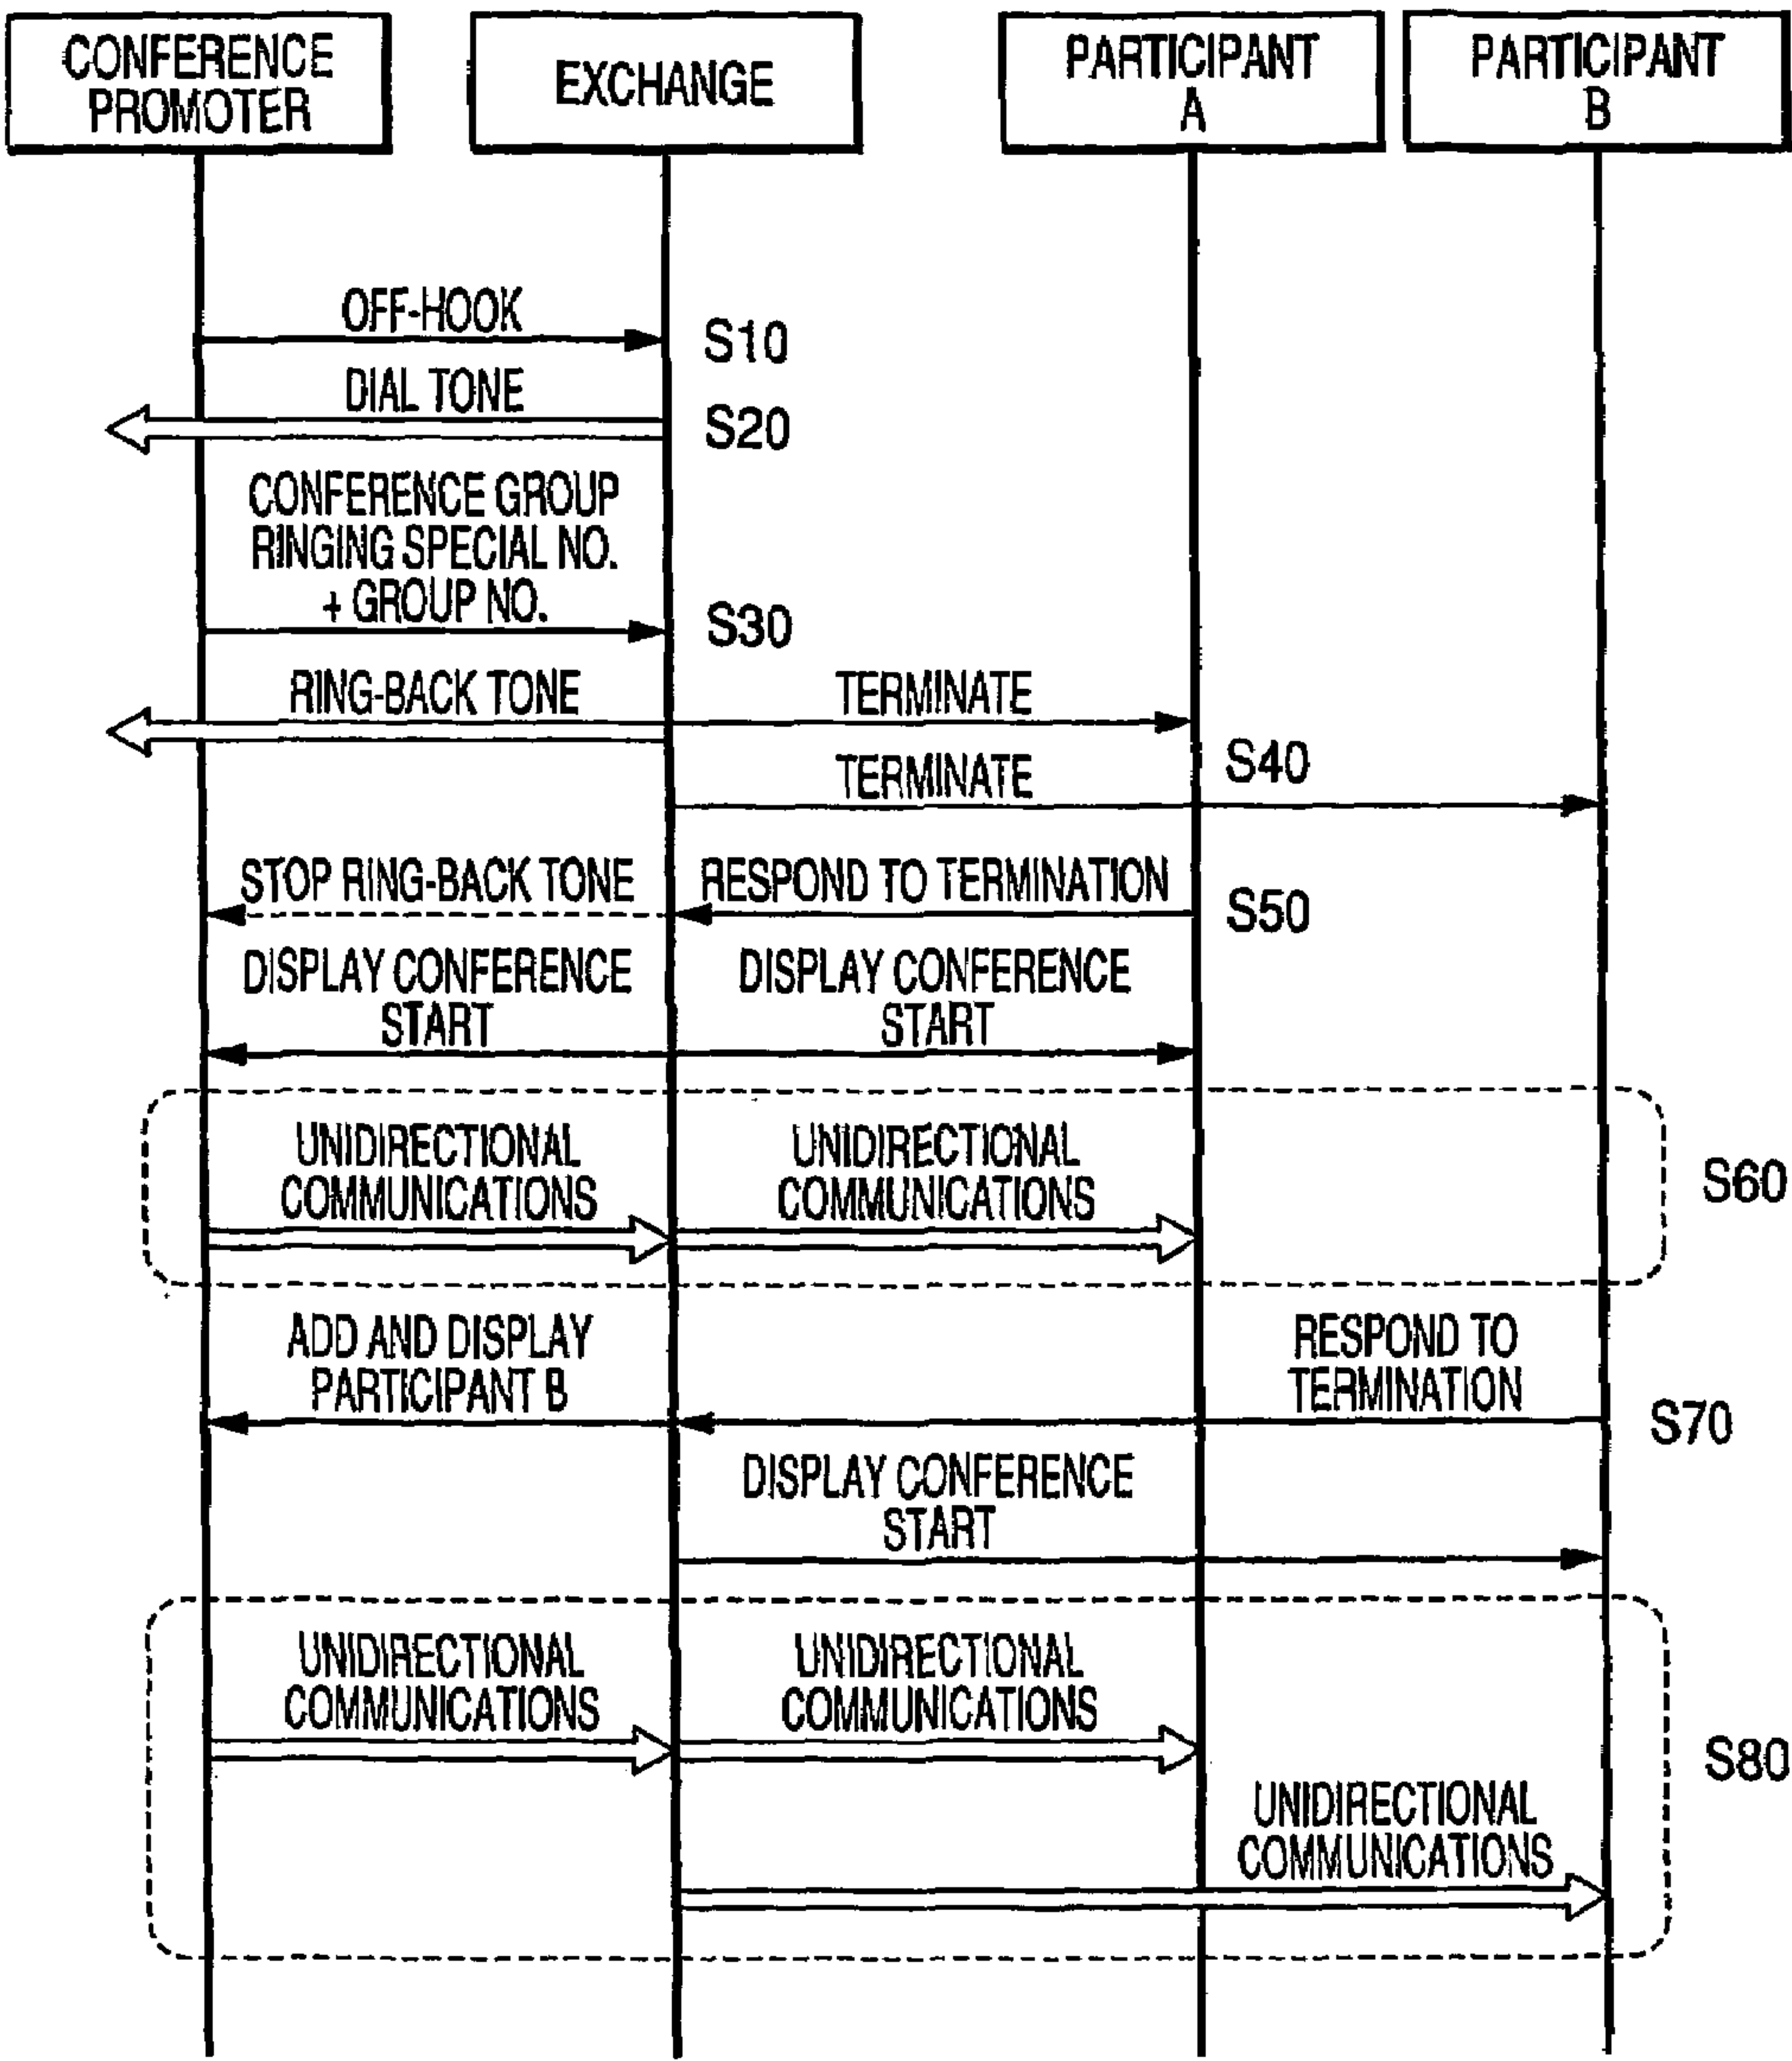 CONFERENCE
PROMOTER
EXCHANGE
PARTICIPANT
A
PARTICIPANT
B
OFF-HOOK
S10
DIAL TONE
S20
CONFERENCE GROUP
RINGING SPECIAL NO.
+ GROUP NO.
S30
RING-BACK TONE
TERMINATE
S40
TERMINATE
STOP RING-BACK TONE
RESPOND TO TERMINATION
S50
DISPLAY CONFERENCE
START
DISPLAY CONFERENCE
START
UNIDIRECTIONAL
COMMUNICATIONS
UNIDIRECTIONAL
COMMUNICATIONS
S60
ADD AND DISPLAY
PARTICIPANT B
RESPOND TO
TERMINATION
S70
DISPLAY CONFERENCE
START
UNIDIRECTIONAL
COMMUNICATIONS
UNIDIRECTIONAL
COMMUNICATIONS
S80
UNIDIRECTIONAL
COMMUNICATIONS